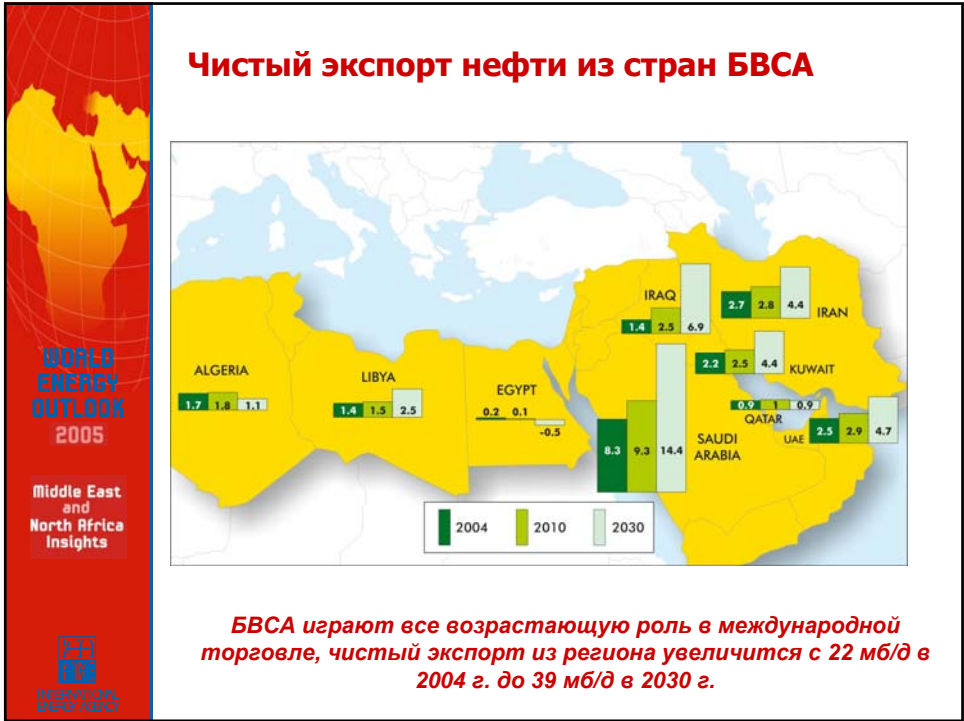 Чистый экспорт нефти из стран БВСА
IRAQ
1.4 2.5 6.9
2.7 2.8 4.4
IRAN
2.2 2.5 4.4
KUWAIT
ALGERIA
1.7 1.8 1.1
LIBYA
1.4 1.5 2.5
EGYPT
0.2 0.1
-0.5
0.9 1 0.9
QATAR
UAE
2.5 2.9 4.7
8.3 9.3 14.4
SAUDI
ARABIA
2004 2010 2030
WORLD
ENERGY
OUTLOOK
2005
Middle East
and
North Africa
Insights
INTERNATIONAL
ENERGY AGENCY
БВСА играют все возрастающую роль в международной
торговле, чистый экспорт из региона увеличится с 22 мб/д в
2004 г. до 39 мб/д в 2030 г.